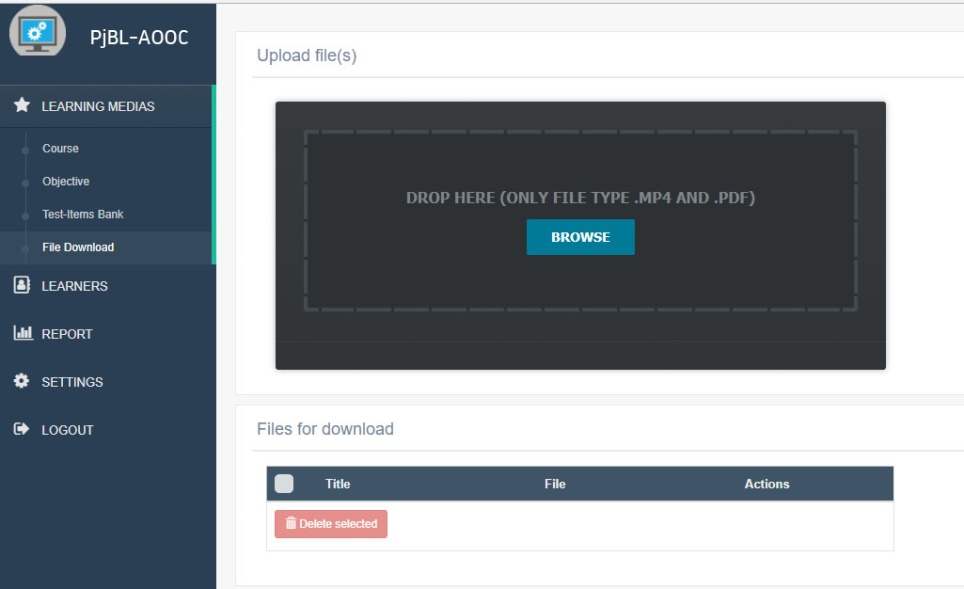 PjBL-AOOC
LEARNING MEDIAS
Course
Objective
Test-Items Bank
File Download
LEARNERS
REPORT
SETTINGS
LOGOUT
Upload file(s)
DROP HERE (ONLY FILE TYPE .MP4 AND .PDF)
BROWSE
Files for download
Title File Actions
Delete selected